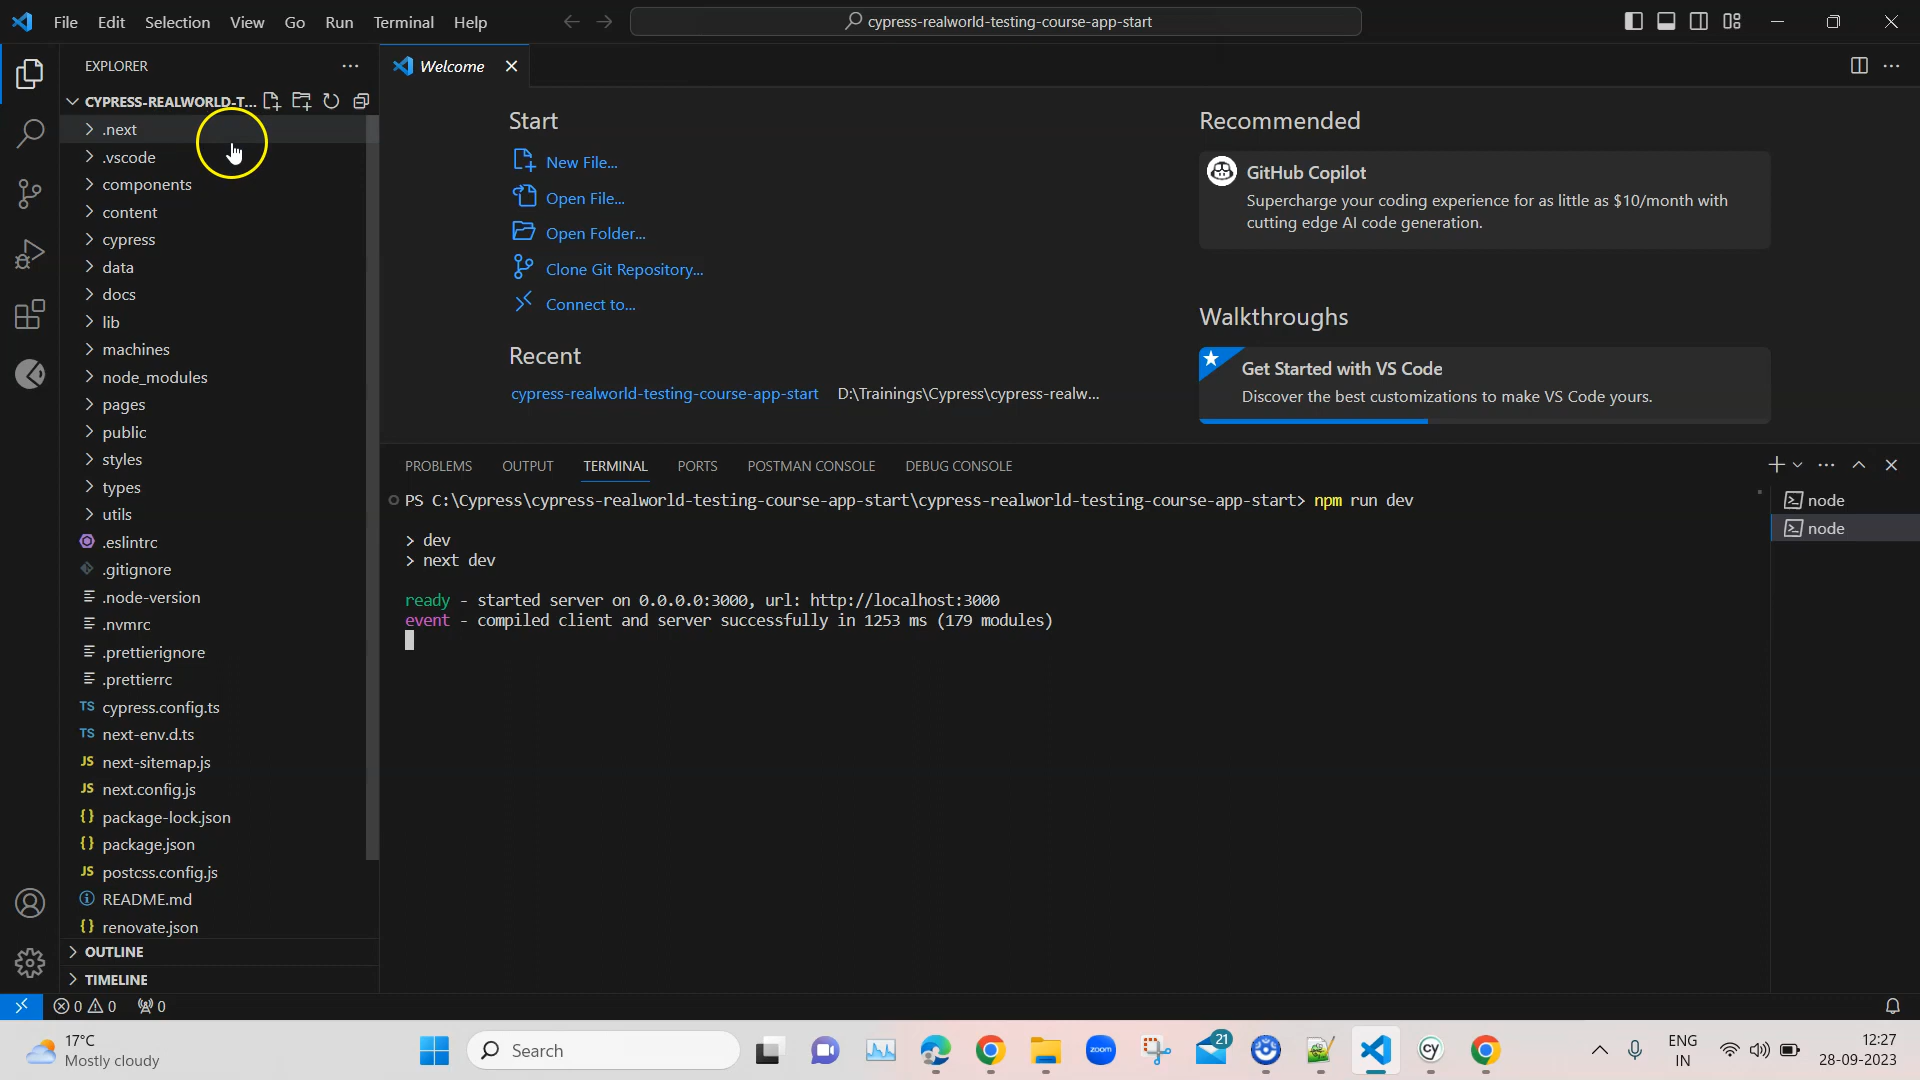 File Edit Selection View Go Run Terminal Help
cypress-realworld-testing-course-app-start
EXPLORER
CYPRESS-REALWORLD-T...
.next
.vscode
components
content
cypress
data
docs
lib
machines
node_modules
pages
public
styles
types
utils
.eslintrc
.gitignore
.node-version
.nvmrc
.prettierignore
.prettierrc
TS cypress.config.ts
TS next-env.d.ts
JS next-sitemap.js
JS next.config.js
{} package-lock.json
{} package.json
JS postcss.config.js
README.md
{} renovate.json
OUTLINE
TIMELINE
Welcome
Start
New File...
Open File...
Open Folder...
Clone Git Repository...
Connect to...
Recent
cypress-realworld-testing-course-app-start D:\Trainings\Cypress\cypress-realw...
Recommended
GitHub Copilot
Supercharge your coding experience for as little as $10/month with
cutting edge AI code generation.
Walkthroughs
Get Started with VS Code
Discover the best customizations to make VS Code yours.
PROBLEMS OUTPUT TERMINAL PORTS POSTMAN CONSOLE DEBUG CONSOLE
PS C:\Cypress\cypress-realworld-testing-course-app-start\cypress-realworld-testing-course-app-start> npm run dev
> dev
> next dev
ready - started server on 0.0.0.0:3000, url: http://localhost:3000
event - compiled client and server successfully in 1253 ms (179 modules)
node
node
0 0 0
17°C
Mostly cloudy
Search
zoom
21
cy
ENG
IN
12:27
28-09-2023